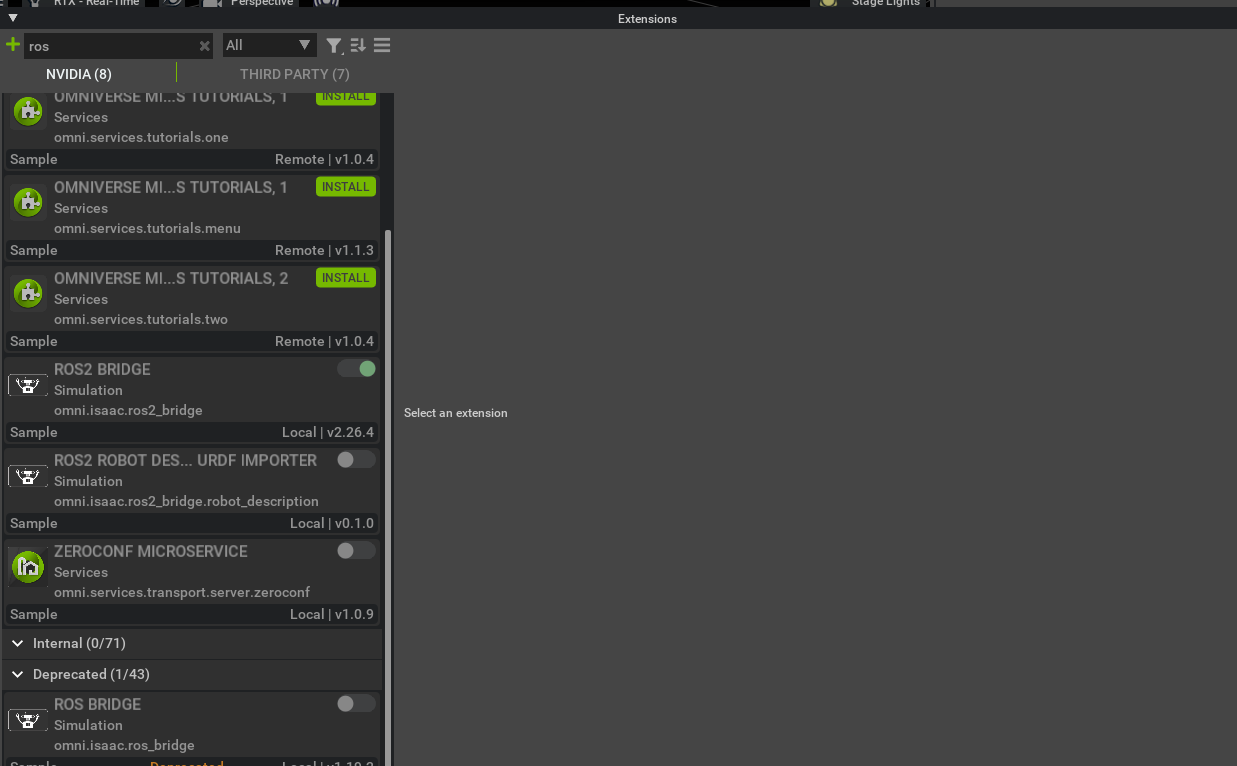 RTX - Real-Time
Perspective
Stage Lights
Extensions
ros
All
NVIDIA (8)
THIRD PARTY (7)
OMNIVERSE MI...S TUTORIALS, 1
INSTALL
Services
omni.services.tutorials.one
Sample
Remote | v1.0.4
OMNIVERSE MI...S TUTORIALS, 1
INSTALL
Services
omni.services.tutorials.menu
Sample
Remote | v1.1.3
OMNIVERSE MI...S TUTORIALS, 2
INSTALL
Services
omni.services.tutorials.two
Sample
Remote | v1.0.4
ROS2 BRIDGE
Simulation
omni.isaac.ros2_bridge
Sample
Local | v2.26.4
Select an extension
ROS2 ROBOT DES... URDF IMPORTER
Simulation
omni.isaac.ros2_bridge.robot_description
Sample
Local | v0.1.0
ZEROCONF MICROSERVICE
Services
omni.services.transport.server.zeroconf
Sample
Local | v1.0.9
Internal (0/71)
Deprecated (1/43)
ROS BRIDGE
Simulation
omni.isaac.ros_bridge
Sample
Deprecated
Local